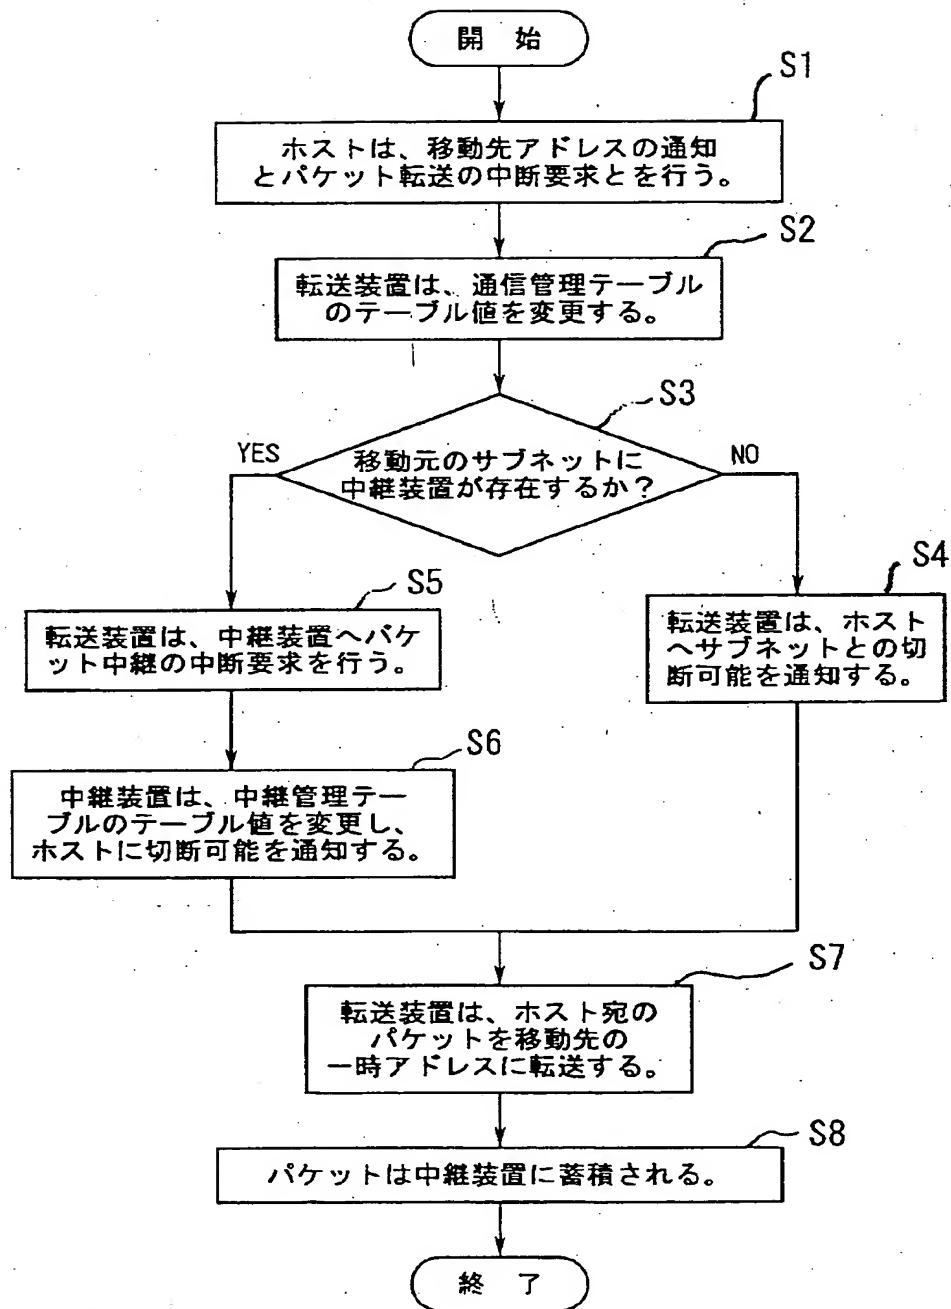 開 始
S1
ホストは、移動先アドレスの通知
とパケット転送の中断要求とを行う。
S2
転送装置は、通信管理テーブル
のテーブル値を変更する。
S3
YES
移動元のサブネットに
中継装置が存在するか?
NO
S5
転送装置は、中継装置へパケ
ット中継の中断要求を行う。
S4
転送装置は、ホスト
へサブネットとの切
断可能を通知する。
S6
中継装置は、中継管理テー
ブルのテーブル値を変更し、
ホストに切断可能を通知する。
S7
転送装置は、ホスト宛の
パケットを移動先の
一時アドレスに転送する。
S8
パケットは中継装置に蓄積される。
終 了